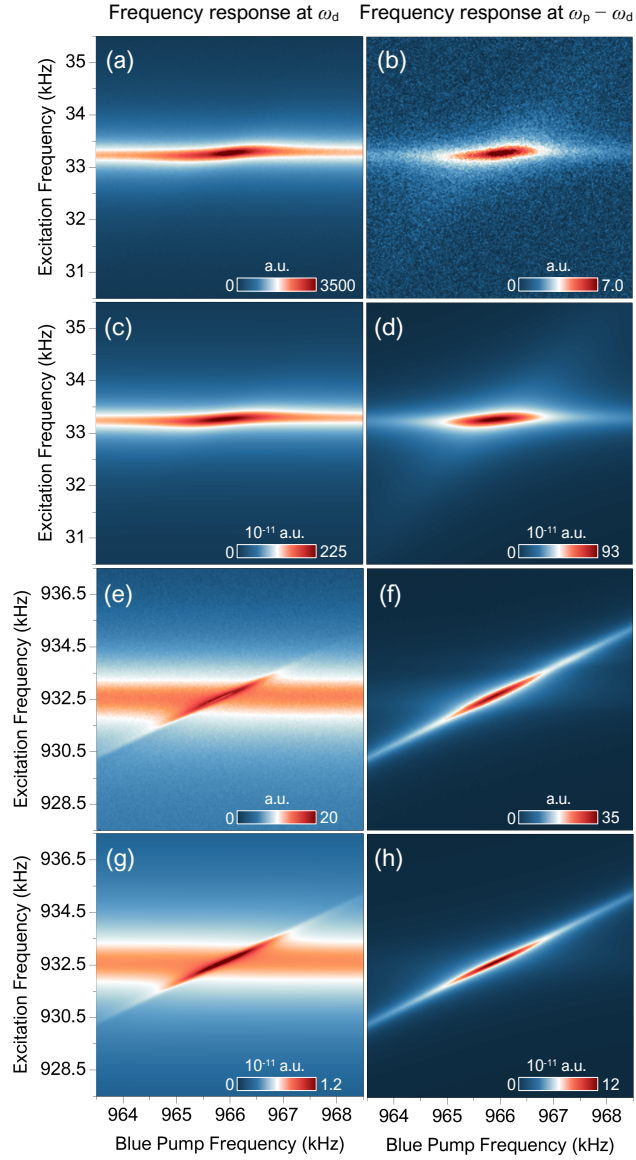 Frequency response at ωd Frequency response at ωp − ωd
(a) (b)
Excitation Frequency (kHz)
35
34
33
32
31
a.u. a.u.
0 3500 0 7.0
(c) (d)
Excitation Frequency (kHz)
35
34
33
32
31
10-11 a.u. 10-11 a.u.
0 225 0 93
(e) (f)
Excitation Frequency (kHz)
936.5
934.5
932.5
930.5
928.5
a.u. a.u.
0 20 0 35
(g) (h)
Excitation Frequency (kHz)
936.5
934.5
932.5
930.5
928.5
10-11 a.u. 10-11 a.u.
0 1.2 0 12
964 965 966 967 968 964 965 966 967 968
Blue Pump Frequency (kHz) Blue Pump Frequency (kHz)